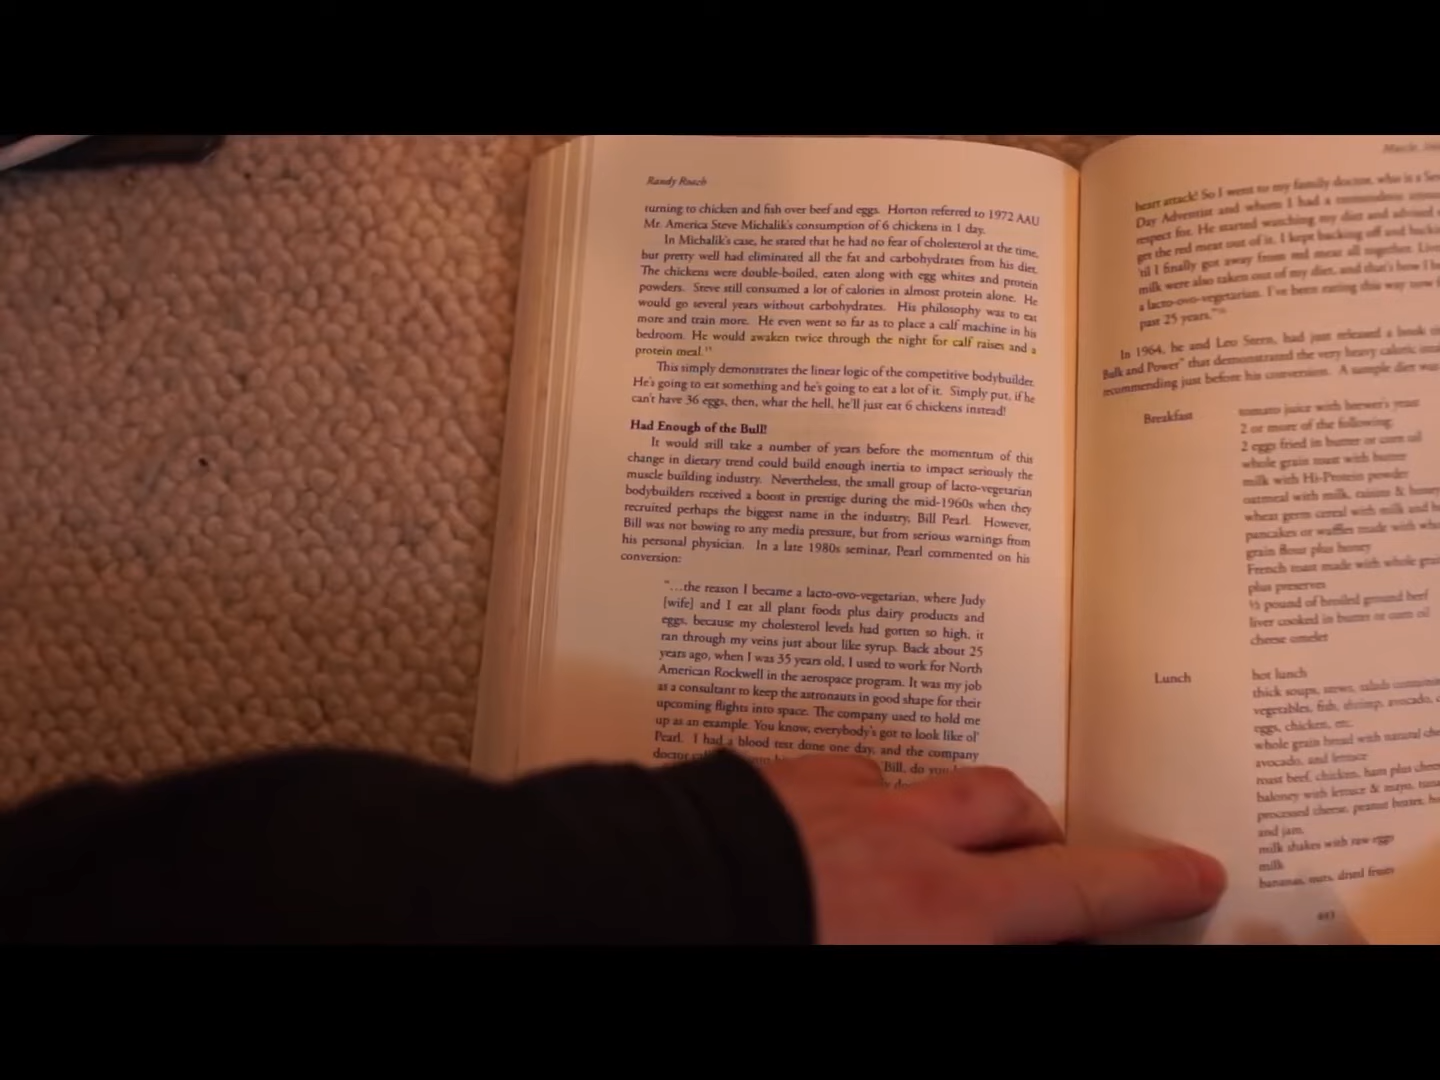 Randy Roach
turning to chicken and fish over beef and eggs. Horton referred to 1972 AAU
Mr. America Steve Michalik's consumption of 6 chickens in 1 day.
In Michalik's case, he stated that he had no fear of cholesterol at the time,
but pretty well had eliminated all the fat and carbohydrates from his diet.
The chickens were double-boiled, eaten along with egg whites and protein
powders. Steve still consumed a lot of calories in almost protein alone. He
would go several years without carbohydrates. His philosophy was to eat
more and train more. He even went so far as to place a calf machine in his
bedroom. He would awaken twice through the night for calf raises and a
protein meal.
This simply demonstrates the linear logic of the competitive bodybuilder.
He's going to eat something and he's going to eat a lot of it. Simply put, if he
can't have 36 eggs, then, what the hell, he'll just eat 6 chickens instead!
Had Enough of the Bull!
It would still take a number of years before the momentum of this
change in dietary trend could build enough inertia to impact seriously the
muscle building industry. Nevertheless, the small group of lacto-vegetarian
bodybuilders received a boost in prestige during the mid-1960s when they
recruited perhaps the biggest name in the industry, Bill Pearl. However,
Bill was not bowing to any media pressure, but from serious warnings from
his personal physician. In a late 1980s seminar, Pearl commented on his
conversion:
"…the reason I became a lacto-ovo-vegetarian, where Judy
[wife] and I eat all plant foods plus dairy products and
eggs, because my cholesterol levels had gotten so high, it
ran through my veins just about like syrup. Back about 25
years ago, when I was 35 years old, I used to work for North
American Rockwell in the aerospace program. It was my job
as a consultant to keep the astronauts in good shape for their
upcoming flights into space. The company used to hold me
up as an example. You know, everybody's got to look like ol'
Pearl. I had a blood test done one day, and the company
doctor Bill, do you
Muscle,
heart attack! So I went to my family doctor, who is a
Day Adventist and whom I had a tremendous
respect for. He started watching my diet and advised
get the red meat out of it. I kept backing off and
'til I finally got away from red meat all together.
milk were also taken out of my diet, and that's how I
a lacto-ovo-vegetarian. I've been eating this way now
past 25 years."
In 1964, he and Leo Stern, had just released a book
Bulk and Power" that demonstrated the very heavy caloric
recommending just before his conversion. A sample diet was
Breakfast tomato juice with brewer's yeast
2 or more of the following:
2 eggs fried in butter or corn oil
whole grain toast with butter
milk with Hi-Protein powder
oatmeal with milk, raisins & honey
wheat germ cereal with milk and
pancakes or waffles made with
grain flour plus honey
French toast made with whole
plus preserves
½ pound of broiled ground beef
liver cooked in butter or corn oil
cheese omelet
Lunch hot lunch
thick soups, stews, salads
vegetables, fish, shrimp, avocado,
eggs, chicken, etc.
whole grain bread with natural
avocado, and lettuce
roast beef, chicken, ham plus
baloney with lettuce & mayo,
processed cheese, peanut butter,
and jam,
milk shakes with raw eggs
milk
bananas, nuts, dried fruits